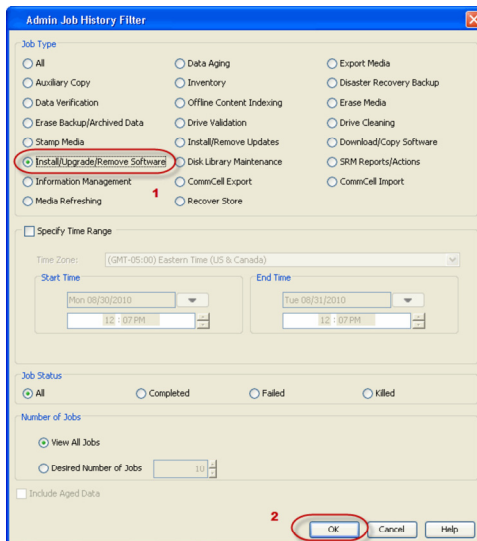 Admin Job History Filter
Job Type
All
Data Aging
Export Media
Auxiliary Copy
Inventory
Disaster Recovery Backup
Data Verification
Offline Content Indexing
Erase Media
Erase Backup/Archived Data
Drive Validation
Drive Cleaning
Stamp Media
Install/Remove Updates
Download/Copy Software
Install/Upgrade/Remove Software
Disk Library Maintenance
SRM Reports/Actions
1
Information Management
CommCell Export
CommCell Import
Media Refreshing
Recover Store
Specify Time Range
Time Zone:
(GMT-05:00) Eastern Time (US & Canada)
Start Time
End Time
Mon 08/30/2010
Tue 08/31/2010
12 : 07 PM
12 : 07 PM
Job Status
All
Completed
Failed
Killed
Number of Jobs
View All Jobs
Desired Number of Jobs
10
Include Aged Data
2
OK
Cancel
Help